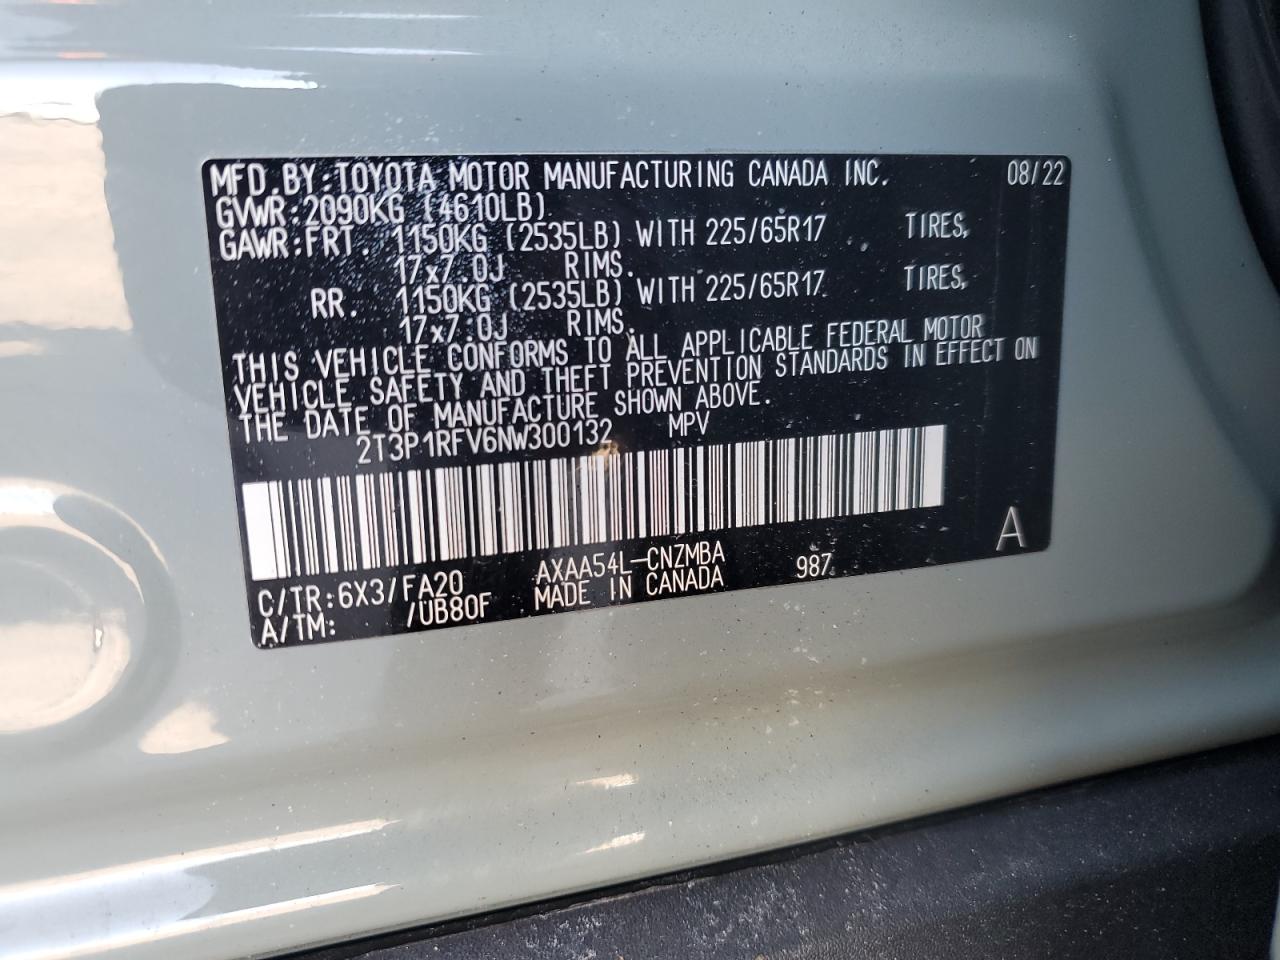 MFD.BY:TOYOTA MOTOR MANUFACTURING CANADA INC. 08/22
GVWR:2090KG (4610LB)
GAWR:FRT. 1150KG (2535LB) WITH 225/65R17 TIRES,
17x7.0J RIMS.
RR. 1150KG (2535LB) WITH 225/65R17 TIRES,
17x7.0J RIMS.
THIS VEHICLE CONFORMS TO ALL APPLICABLE FEDERAL MOTOR
VEHICLE SAFETY AND THEFT PREVENTION STANDARDS IN EFFECT ON
THE DATE OF MANUFACTURE SHOWN ABOVE.
2T3P1RFV6NW300132 MPV
A
C/TR:6X3/FA20 AXAA54L-CNZMBA 987
A/TM: /UB80F MADE IN CANADA